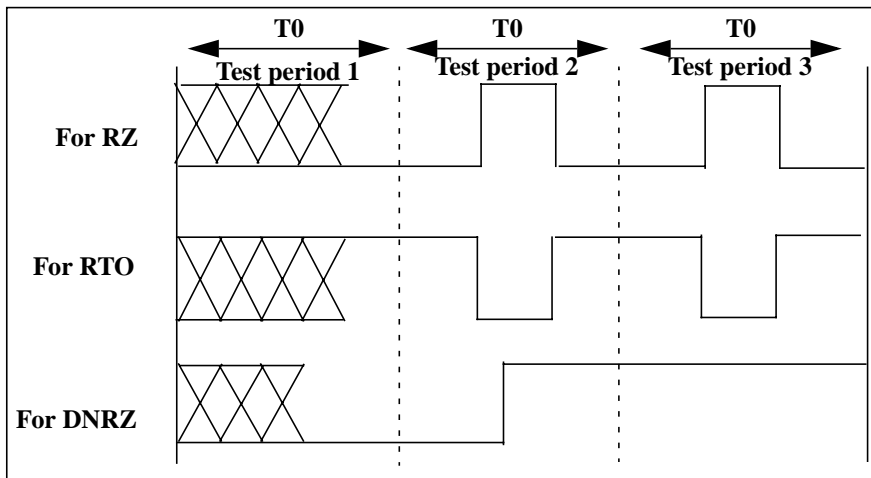 T0 T0 T0
Test period 1 Test period 2 Test period 3
For RZ
For RTO
For DNRZ